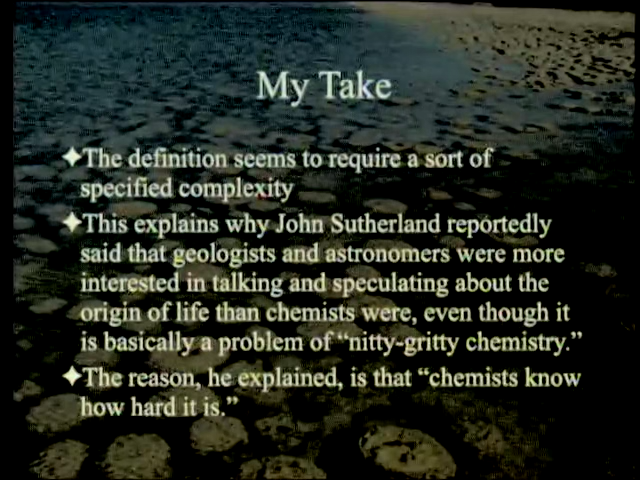 My Take
✦The definition seems to require a sort of
specified complexity
✦This explains why John Sutherland reportedly
said that geologists and astronomers were more
interested in talking and speculating about the
origin of life than chemists were, even though it
is basically a problem of “nitty-gritty chemistry.”
✦The reason, he explained, is that “chemists know
how hard it is.”